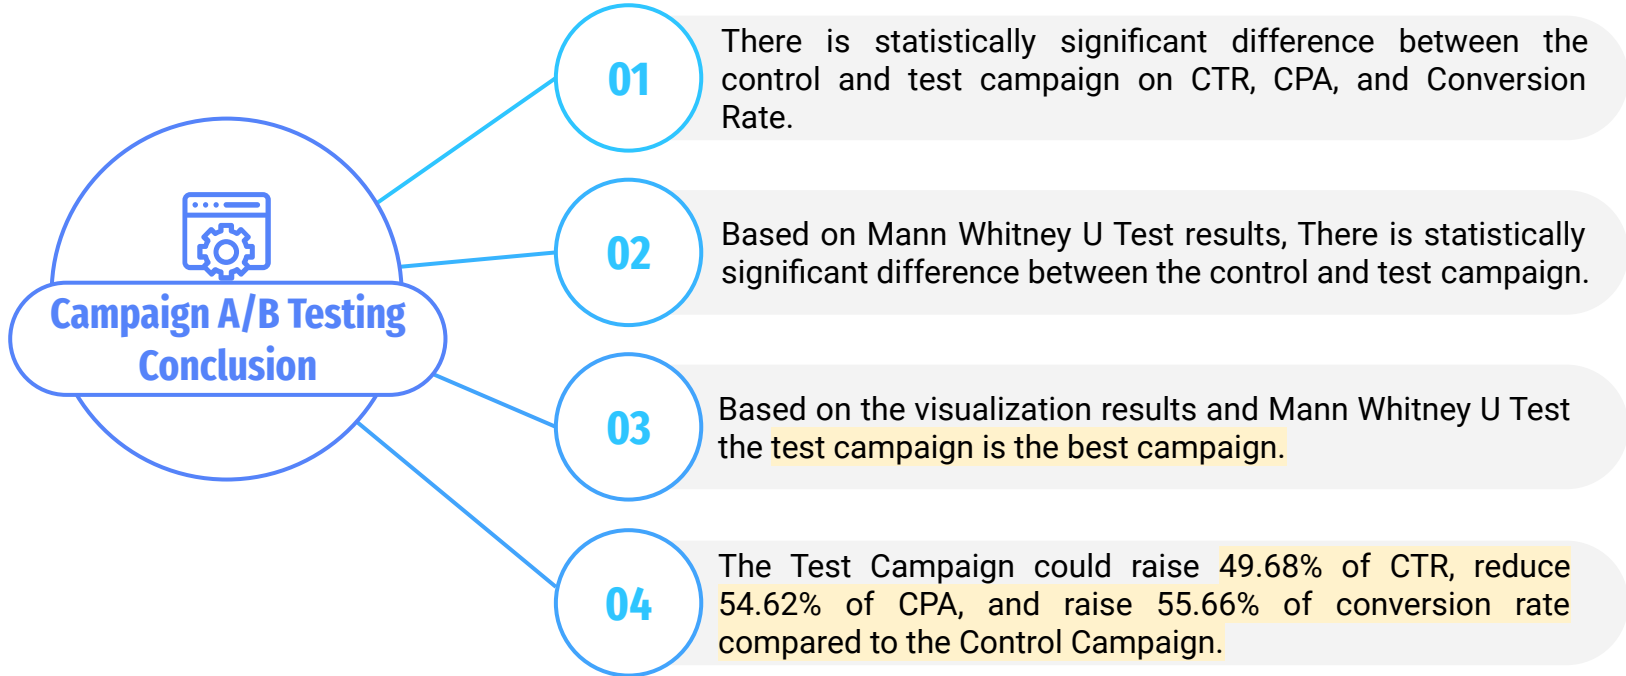 Campaign A/B Testing
Conclusion
01
There is statistically significant difference between the
control and test campaign on CTR, CPA, and Conversion
Rate.
02
Based on Mann Whitney U Test results, There is statistically
significant difference between the control and test campaign.
03
Based on the visualization results and Mann Whitney U Test
the test campaign is the best campaign.
04
The Test Campaign could raise 49.68% of CTR, reduce
54.62% of CPA, and raise 55.66% of conversion rate
compared to the Control Campaign.